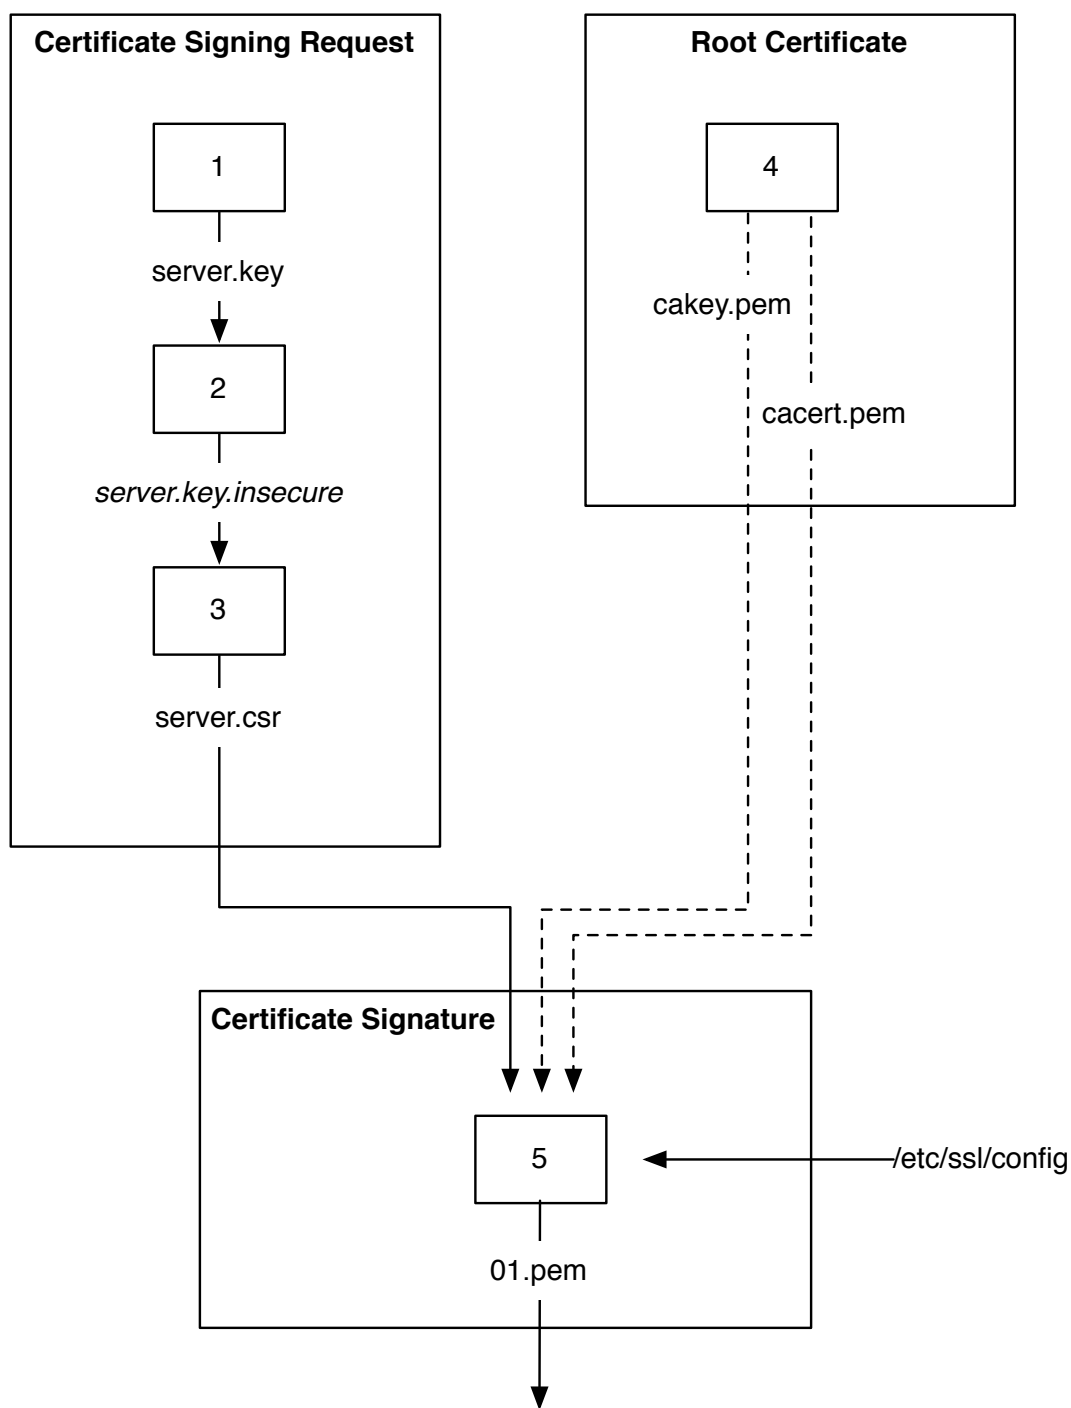 Certificate Signing Request
1
server.key
2
server.key.insecure
3
server.csr
Root Certificate
4
cakey.pem
cacert.pem
Certificate Signature
5
/etc/ssl/config
01.pem